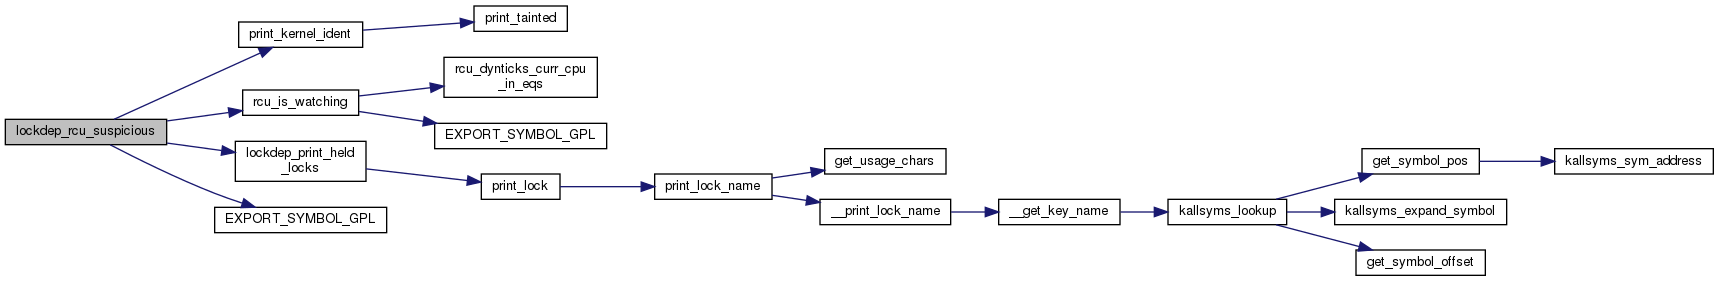 print_tainted
print_kernel_ident
rcu_dynticks_curr_cpu
_in_eqs
rcu_is_watching
lockdep_rcu_suspicious
EXPORT_SYMBOL_GPL
lockdep_print_held
_locks
get_usage_chars
get_symbol_pos
kallsyms_sym_address
print_lock
print_lock_name
__print_lock_name
__get_key_name
kallsyms_lookup
kallsyms_expand_symbol
EXPORT_SYMBOL_GPL
get_symbol_offset